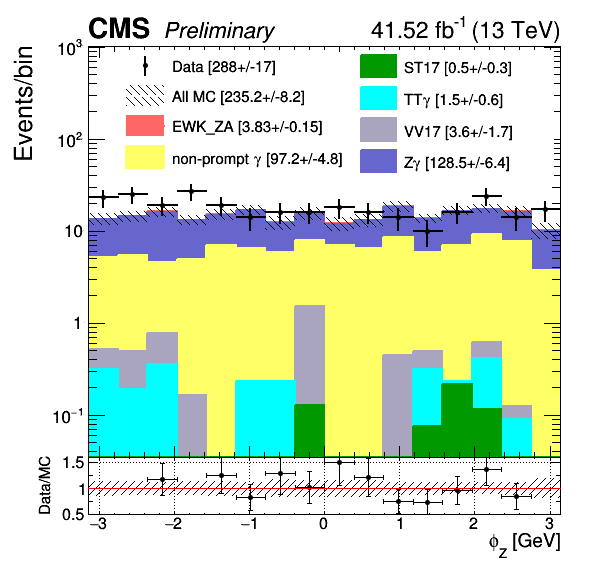 CMS Preliminary 41.52 fb⁻¹ (13 TeV)
Events/bin
10³
10²
10
1
10⁻¹
Data [288+/-17]
All MC [235.2+/-8.2]
EWK_ZA [3.83+/-0.15]
non-prompt γ [97.2+/-4.8]
ST17 [0.5+/-0.3]
TTγ [1.5+/-0.6]
VV17 [3.6+/-1.7]
Zγ [128.5+/-6.4]
Data/MC
1.5
1
0.5
−3 −2 −1 0 1 2 3
ϕ_Z [GeV]